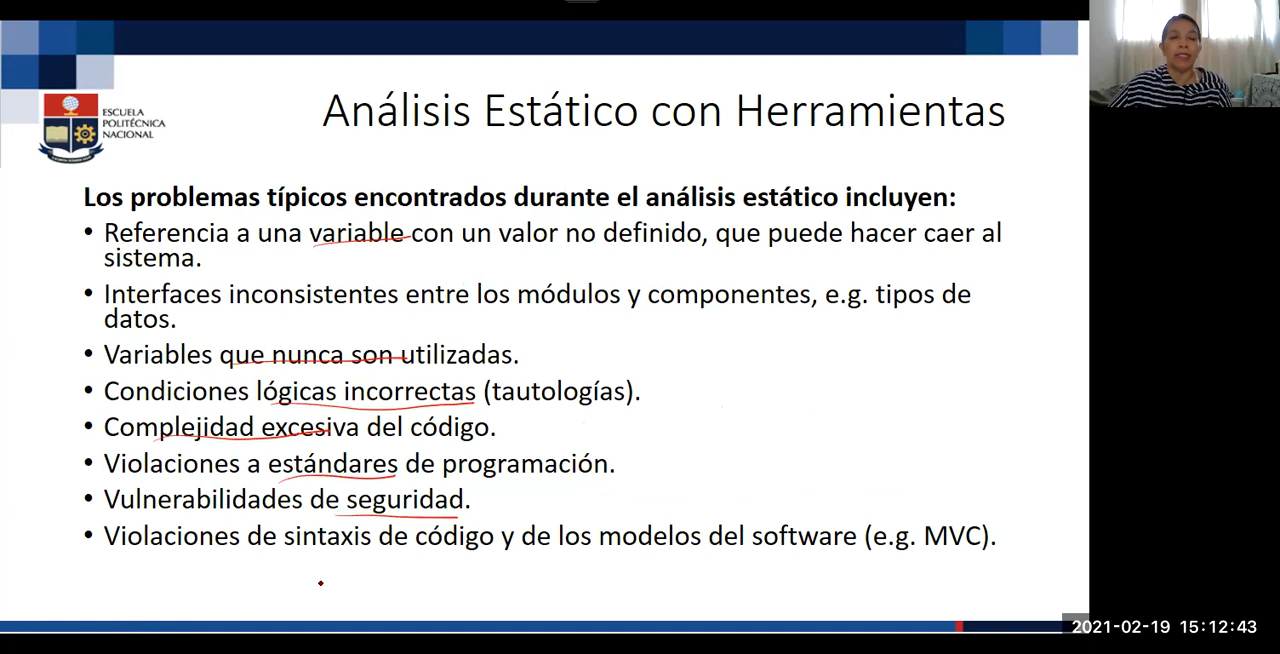 ESCUELA
POLITÉCNICA
NACIONAL
Análisis Estático con Herramientas
Los problemas típicos encontrados durante el análisis estático incluyen:
• Referencia a una variable con un valor no definido, que puede hacer caer al
sistema.
• Interfaces inconsistentes entre los módulos y componentes, e.g. tipos de
datos.
• Variables que nunca son utilizadas.
• Condiciones lógicas incorrectas (tautologías).
• Complejidad excesiva del código.
• Violaciones a estándares de programación.
• Vulnerabilidades de seguridad.
• Violaciones de sintaxis de código y de los modelos del software (e.g. MVC).
2021-02-19 15:12:43